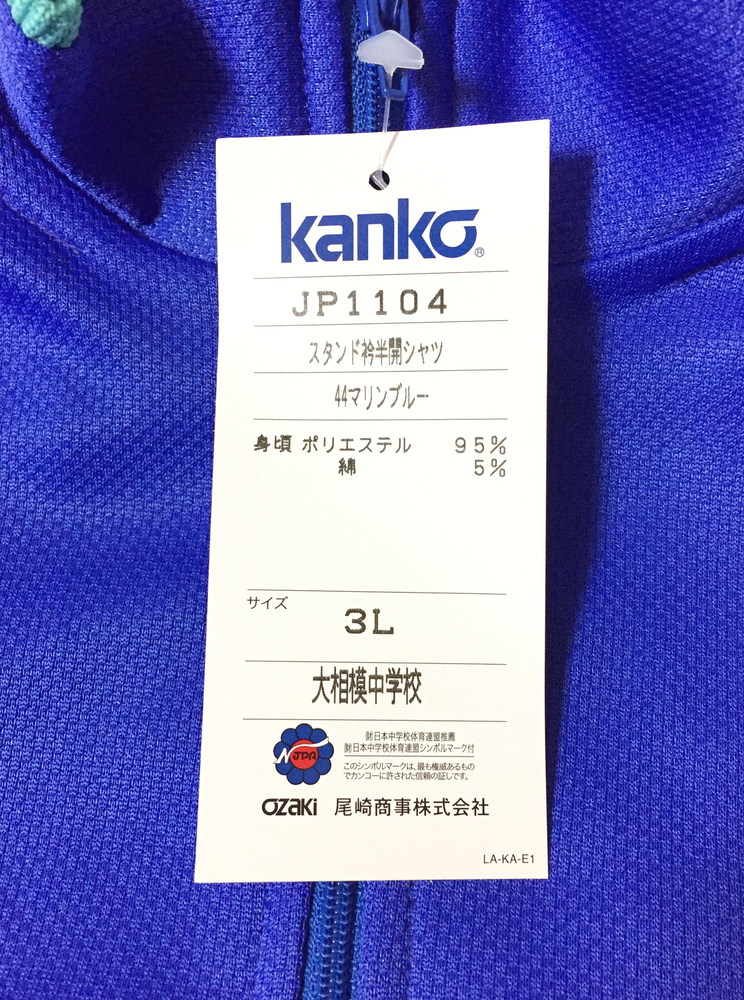 kanko®
JP1104
スタンド衿半開シャツ
44マリンブルー
身頃 ポリエステル 95%
綿 5%
サイズ
3L
大相模中学校
NJPA
㈶日本中学校体育連盟推薦
㈶日本中学校体育連盟シンボルマーク付
このシンボルマークは、最も権威あるもの
でカンコーに許された信頼の証しです。
OZAKI 尾崎商事株式会社
LA-KA-E1